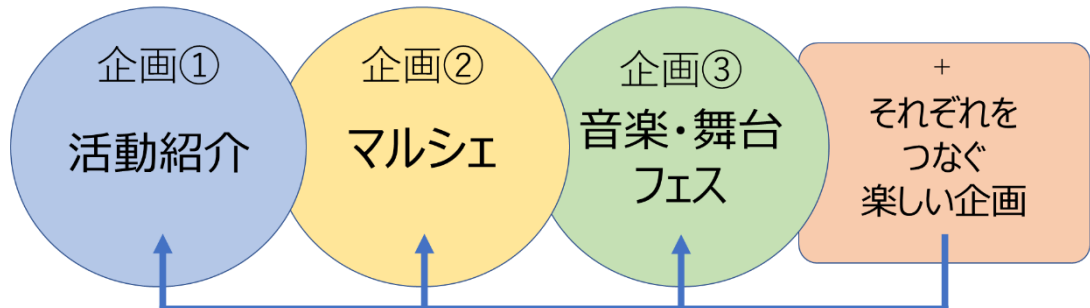 企画①
活動紹介
企画②
マルシェ
企画③
音楽・舞台
フェス
+
それぞれを
つなぐ
楽しい企画